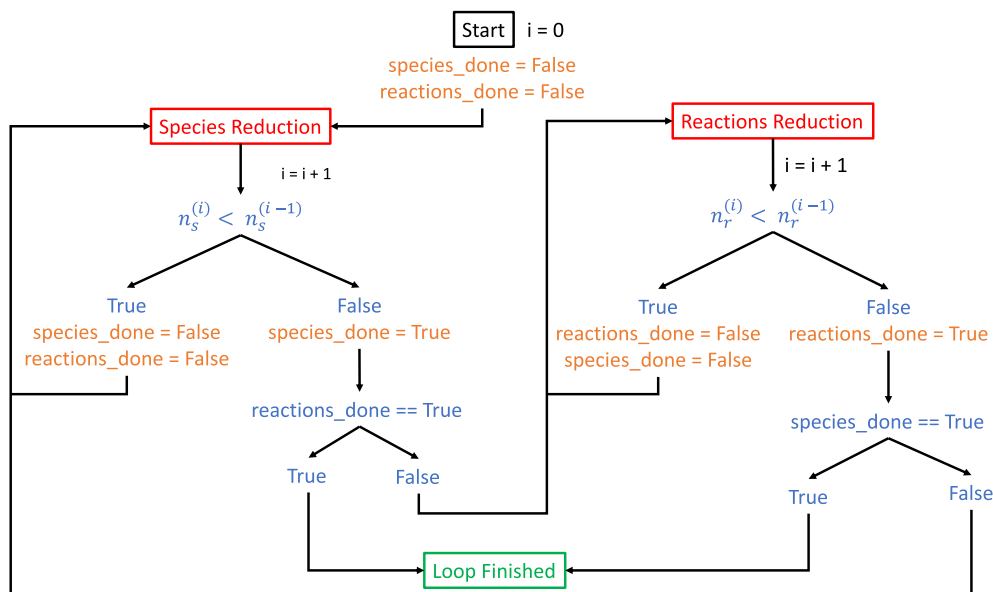 Start i = 0
species_done = False
reactions_done = False
Species Reduction
i = i + 1
n_s^{(i)} < n_s^{(i −1)}
True
species_done = False
reactions_done = False
False
species_done = True
reactions_done == True
True
False
Reactions Reduction
i = i + 1
n_r^{(i)} < n_r^{(i−1)}
True
reactions_done = False
species_done = False
False
reactions_done = True
species_done == True
True
False
Loop Finished